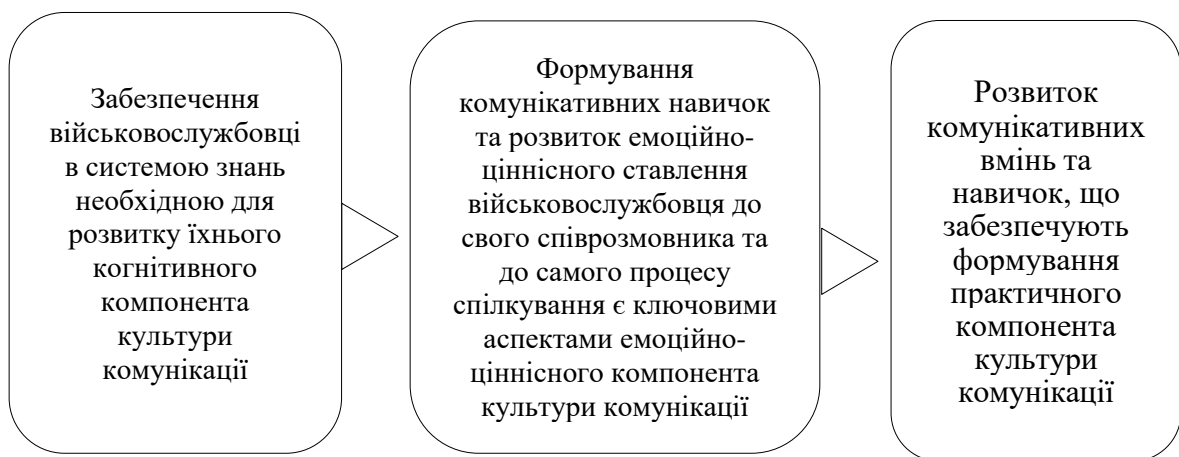 Забезпечення
військовослужбовці
в системою знань
необхідною для
розвитку їхнього
когнітивного
компонента
культури
комунікації
Формування
комунікативних навичок
та розвиток емоційно-
ціннісного ставлення
військовослужбовця до
свого співрозмовника та
до самого процесу
спілкування є ключовими
аспектами емоційно-
ціннісного компонента
культури комунікації
Розвиток
комунікативних
вмінь та
навичок, що
забезпечують
формування
практичного
компонента
культури
комунікації